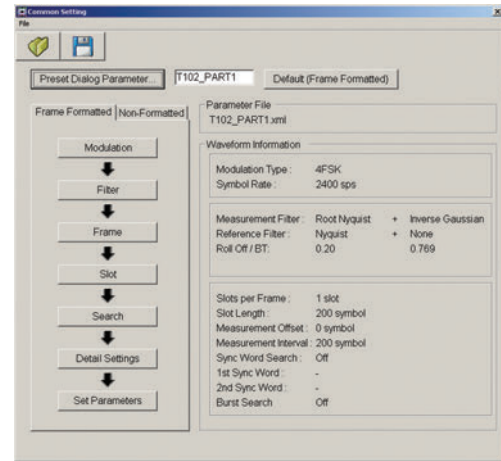 Common Setting
File
Preset Dialog Parameter... T102_PART1 Default (Frame Formatted)
Frame Formatted Non-Formatted
Modulation
Filter
Frame
Slot
Search
Detail Settings
Set Parameters
Parameter File
T102_PART1.xml
Waveform Information
Modulation Type : 4FSK
Symbol Rate : 2400 sps
Measurement Filter : Root Nyquist + Inverse Gaussian
Reference Filter : Nyquist + None
Roll Off / BT: 0.20 0.769
Slots per Frame : 1 slot
Slot Length : 200 symbol
Measurement Offset : 0 symbol
Measurement Interval : 200 symbol
Sync Word Search : Off
1st Sync Word : -
2nd Sync Word : -
Burst Search Off